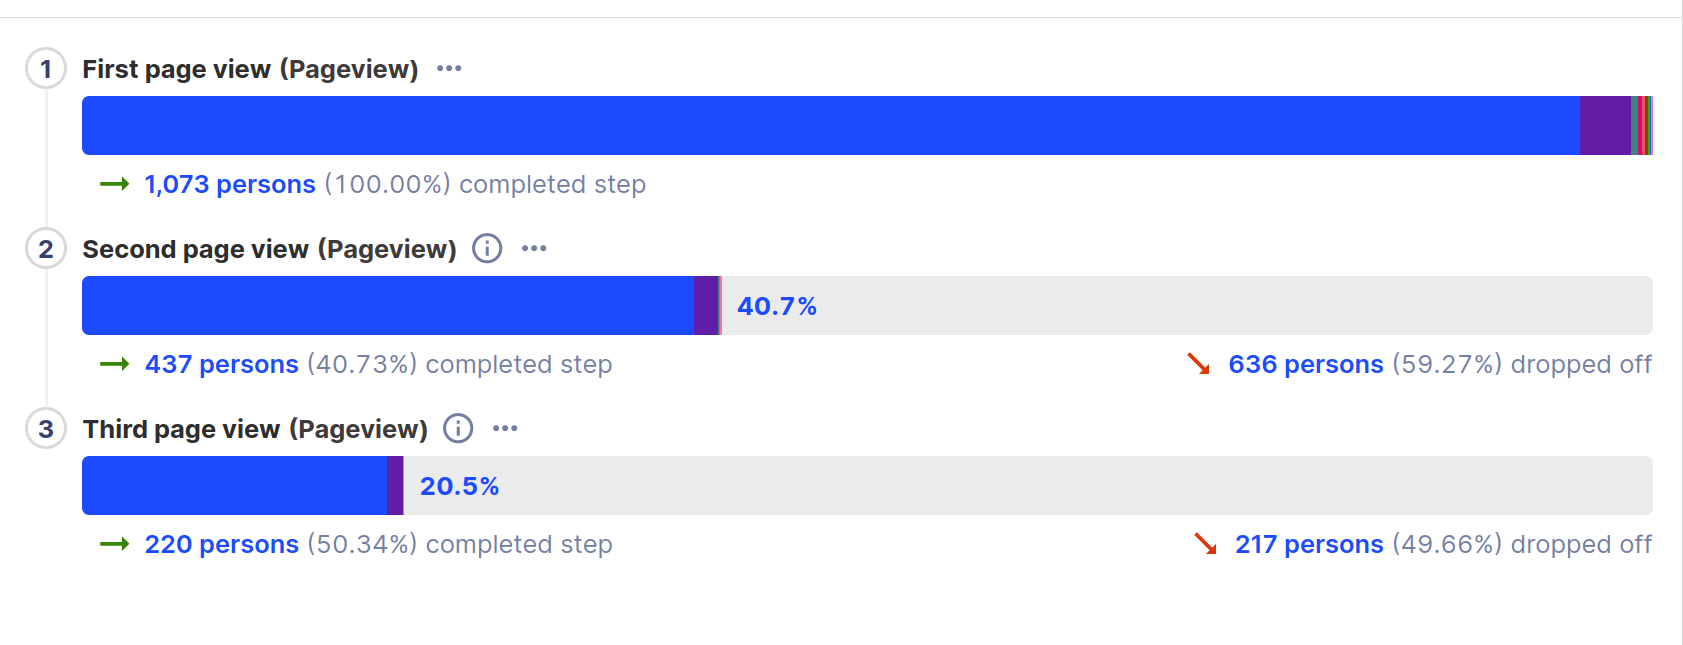 1 First page view (Pageview) •••
1,073 persons (100.00%) completed step
2 Second page view (Pageview) i •••
40.7%
437 persons (40.73%) completed step 636 persons (59.27%) dropped off
3 Third page view (Pageview) i •••
20.5%
220 persons (50.34%) completed step 217 persons (49.66%) dropped off